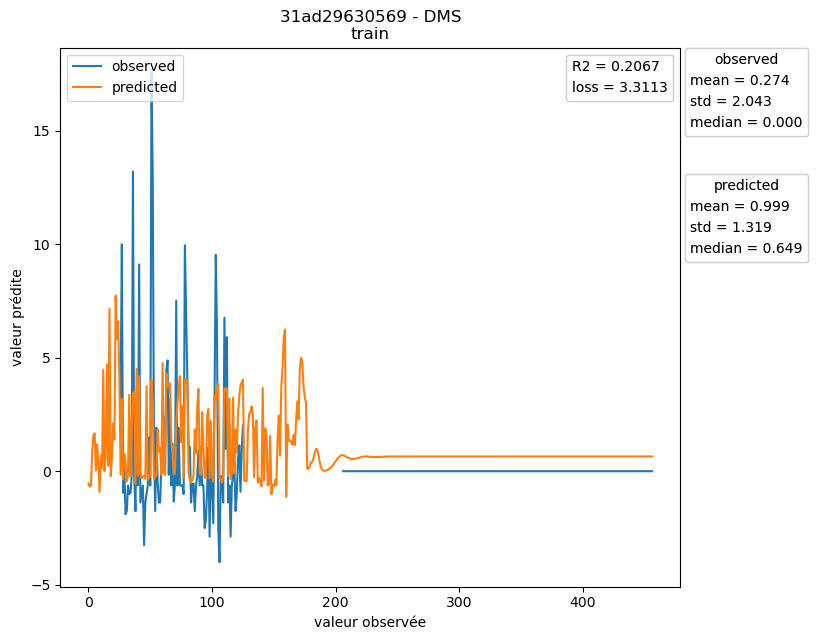 31ad29630569 - DMS
train
observed
predicted
R2 = 0.2067
loss = 3.3113
observed
mean = 0.274
std = 2.043
median = 0.000
predicted
mean = 0.999
std = 1.319
median = 0.649
valeur prédite
15
10
5
0
−5
0
100
200
300
400
valeur observée